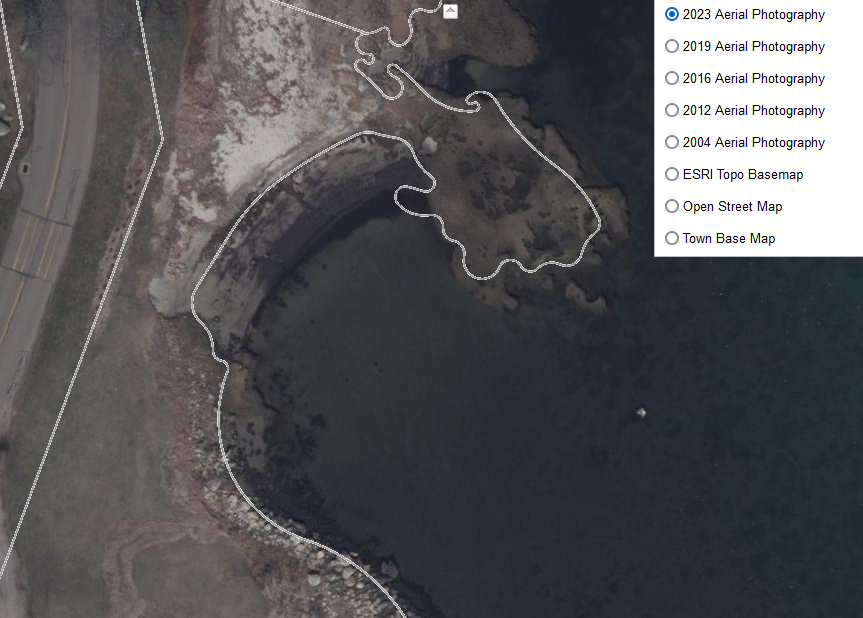 2023 Aerial Photography
2019 Aerial Photography
2016 Aerial Photography
2012 Aerial Photography
2004 Aerial Photography
ESRI Topo Basemap
Open Street Map
Town Base Map